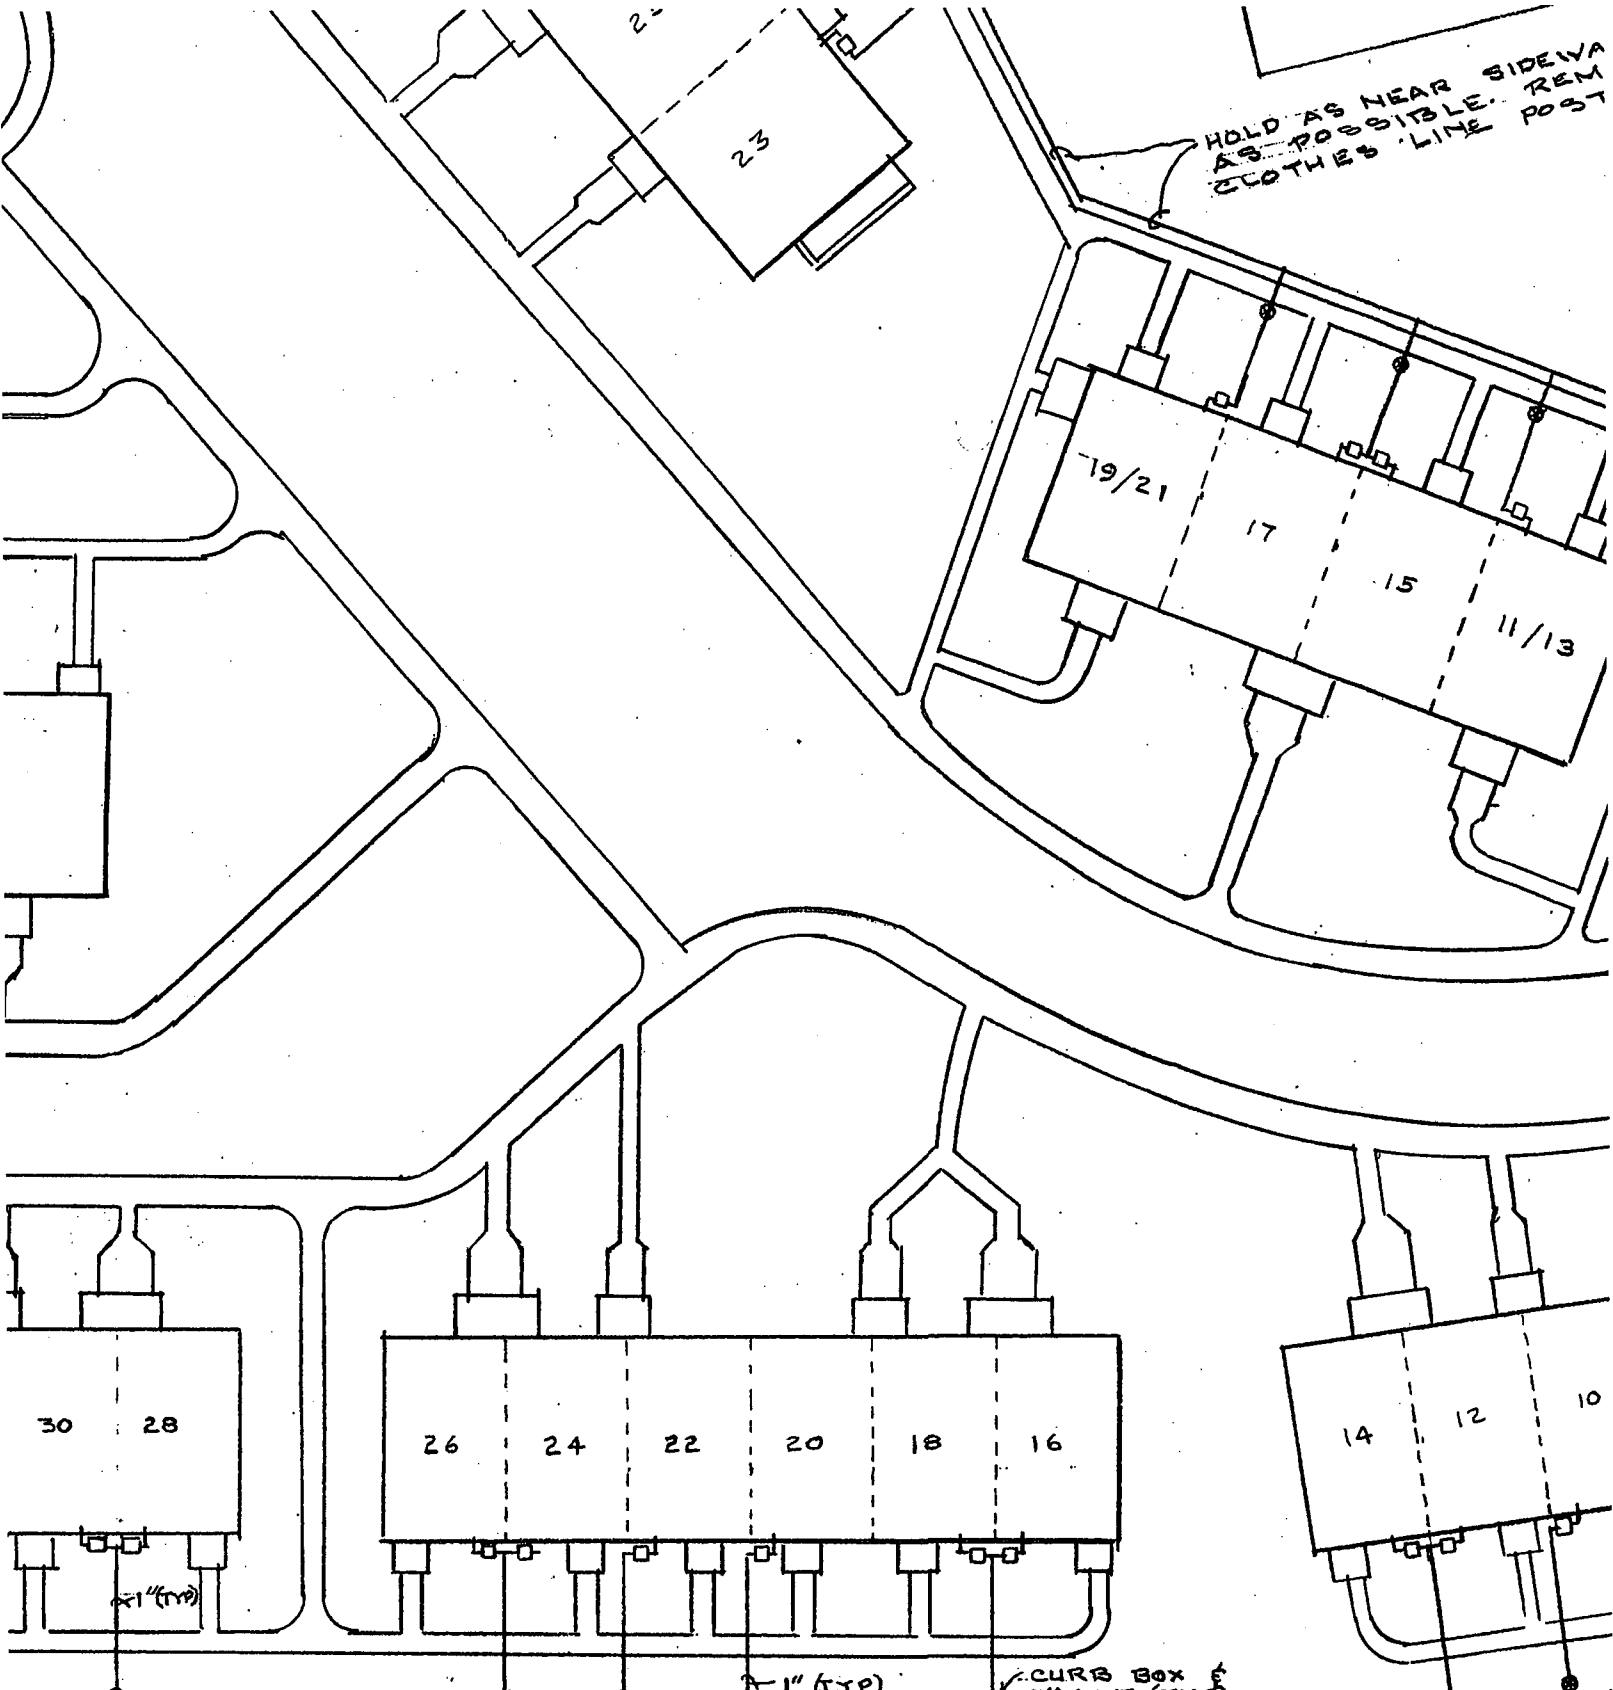 23
HOLD AS NEAR SIDEWA
AS POSSIBLE. REM
CLOTHES LINE POST
19/21
17
15
11/13
30
28
26
24
22
20
18
16
14
12
10
1" (TYP)
1" (TYP)
CURB BOX &